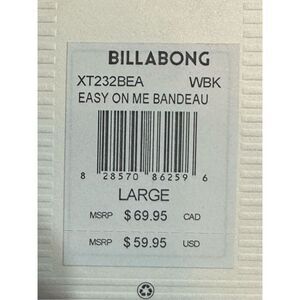 BILLABONG
XT232BEA WBK
EASY ON ME BANDEAU
8 28570 86259 6
LARGE
MSRP $ 69.95 CAD
MSRP $ 59.95 USD